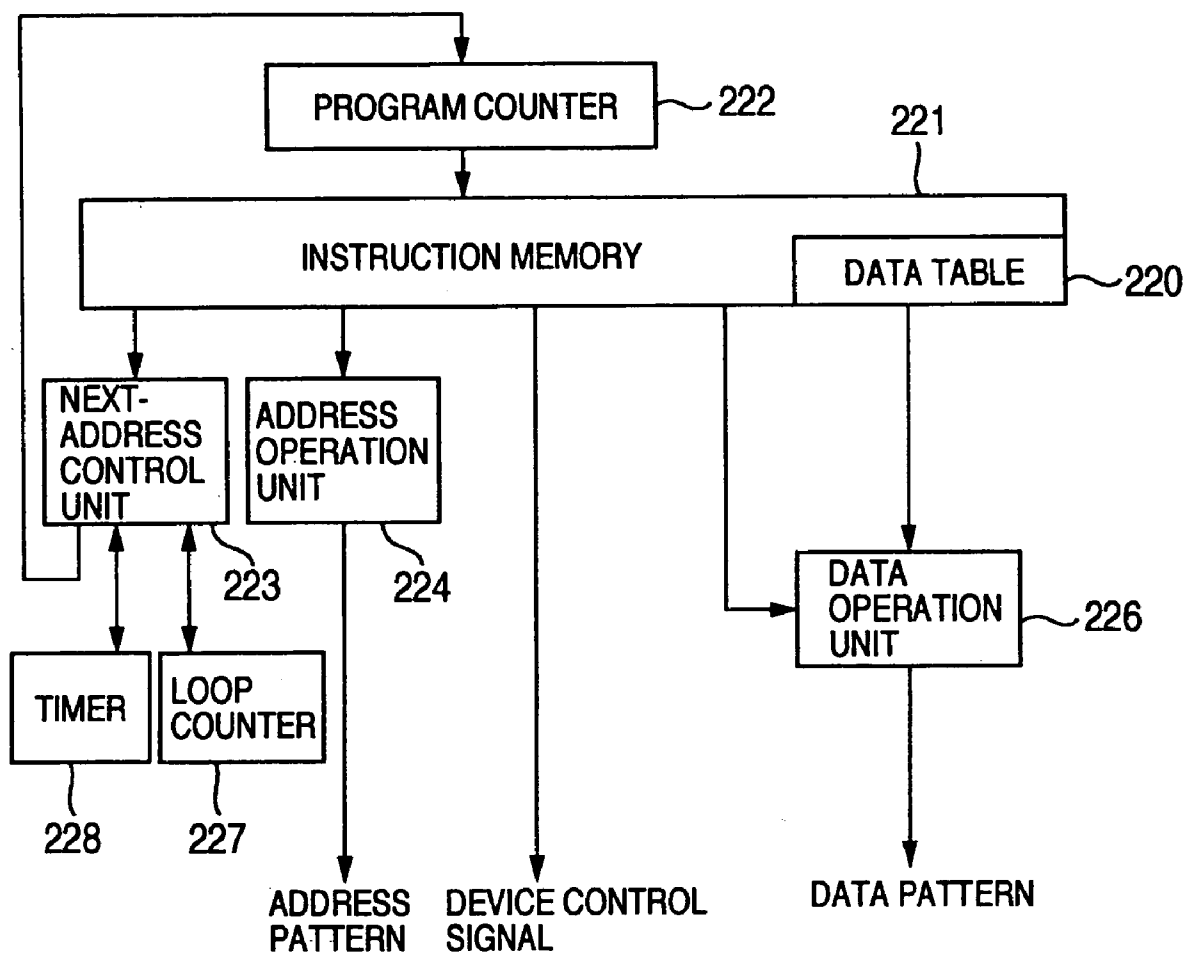 PROGRAM COUNTER
222
221
INSTRUCTION MEMORY
DATA TABLE
220
NEXT-
ADDRESS
CONTROL
UNIT
223
ADDRESS
OPERATION
UNIT
224
DATA
OPERATION
UNIT
226
TIMER
228
LOOP
COUNTER
227
ADDRESS
PATTERN
DEVICE CONTROL
SIGNAL
DATA PATTERN